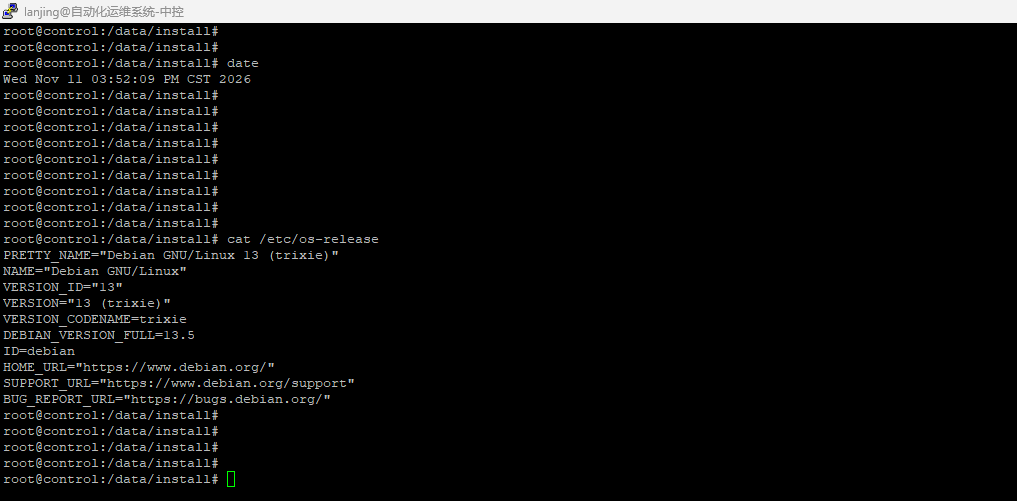 lanjing@自动化运维系统-中控
root@control:/data/install#
root@control:/data/install#
root@control:/data/install# date
Wed Nov 11 03:52:09 PM CST 2026
root@control:/data/install#
root@control:/data/install#
root@control:/data/install#
root@control:/data/install#
root@control:/data/install#
root@control:/data/install#
root@control:/data/install#
root@control:/data/install#
root@control:/data/install#
root@control:/data/install# cat /etc/os-release
PRETTY_NAME="Debian GNU/Linux 13 (trixie)"
NAME="Debian GNU/Linux"
VERSION_ID="13"
VERSION="13 (trixie)"
VERSION_CODENAME=trixie
DEBIAN_VERSION_FULL=13.5
ID=debian
HOME_URL="https://www.debian.org/"
SUPPORT_URL="https://www.debian.org/support"
BUG_REPORT_URL="https://bugs.debian.org/"
root@control:/data/install#
root@control:/data/install#
root@control:/data/install#
root@control:/data/install#
root@control:/data/install#